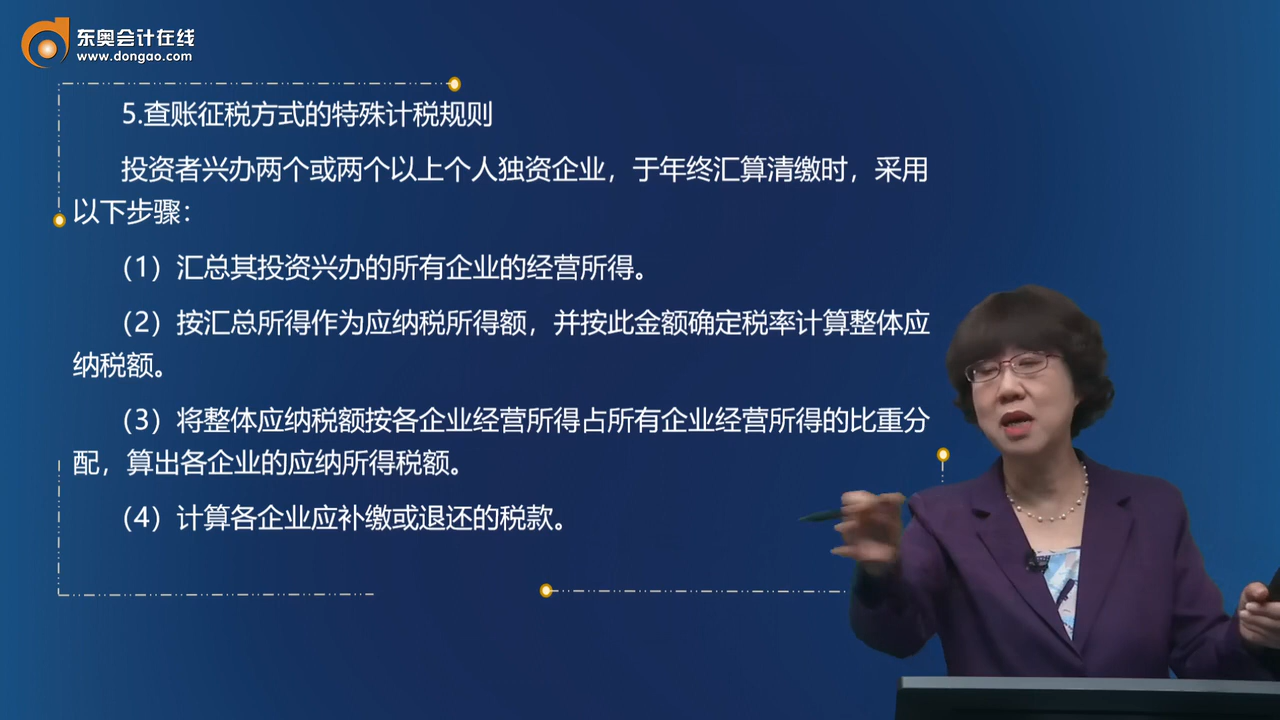 东奥会计在线
www.dongao.com
5.查账征税方式的特殊计税规则
投资者兴办两个或两个以上个人独资企业，于年终汇算清缴时，采用
以下步骤：
（1）汇总其投资兴办的所有企业的经营所得。
（2）按汇总所得作为应纳税所得额，并按此金额确定税率计算整体应
纳税额。
（3）将整体应纳税额按各企业经营所得占所有企业经营所得的比重分
配，算出各企业的应纳所得税额。
（4）计算各企业应补缴或退还的税款。